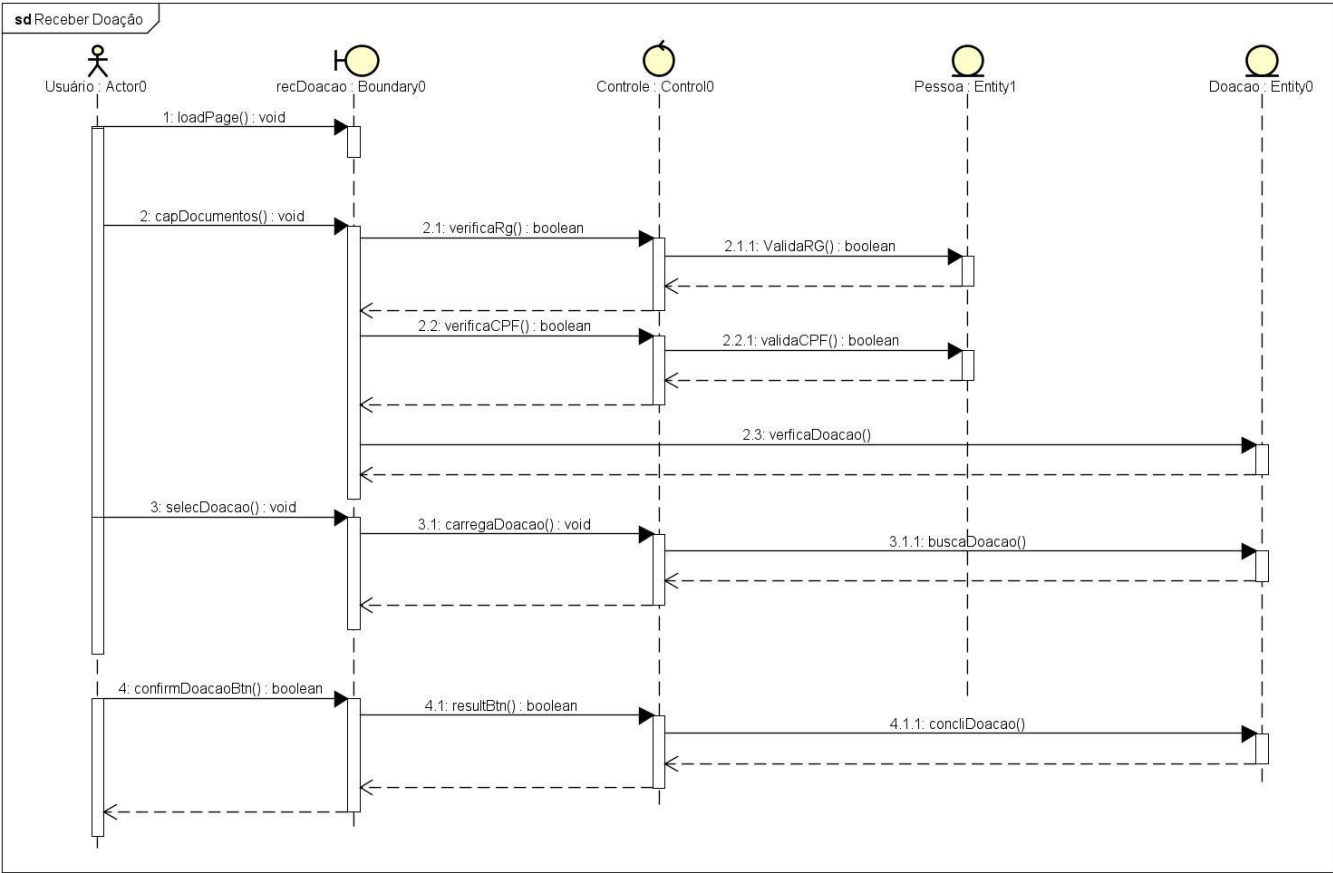 sd Receber Doação
Usuário : Actor0
recDoacao : Boundary0
Controle : Control0
Pessoa : Entity1
Doacao : Entity0
1: loadPage() : void
2: capDocumentos() : void
2.1: verificaRg() : boolean
2.1.1: ValidaRG() : boolean
2.2: verificaCPF() : boolean
2.2.1: validaCPF() : boolean
2.3: verficaDoacao()
3: selecDoacao() : void
3.1: carregaDoacao() : void
3.1.1: buscaDoacao()
4: confirmDoacaoBtn() : boolean
4.1: resultBtn() : boolean
4.1.1: concliDoacao()